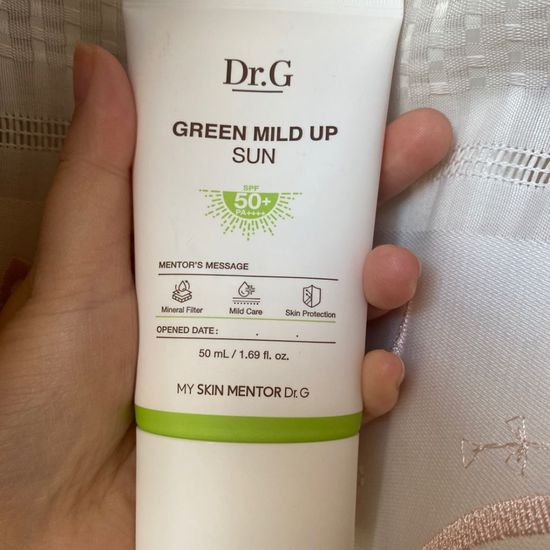 Dr.G
GREEN MILD UP
SUN
SPF
50+
PA++++
MENTOR'S MESSAGE
Mineral Filter Mild Care Skin Protection
OPENED DATE : . .
50 mL / 1.69 fl. oz.
MY SKIN MENTOR Dr.G